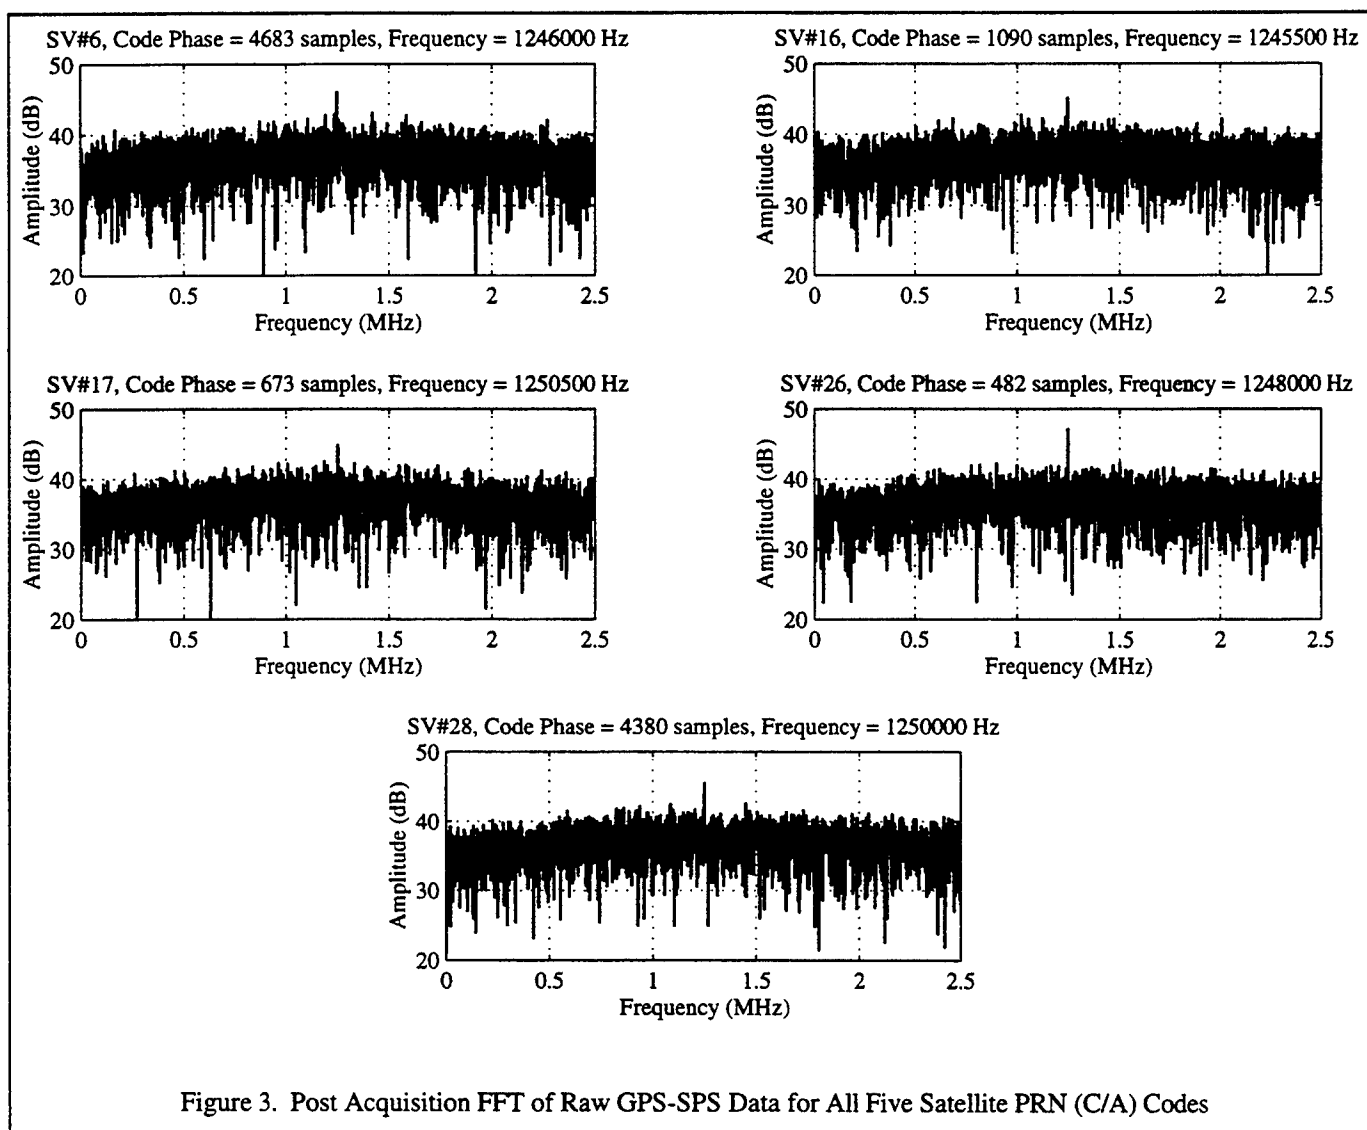 SV#6, Code Phase = 4683 samples, Frequency = 1246000 Hz
50
40
30
20
Amplitude (dB)
0 0.5 1 1.5 2 2.5
Frequency (MHz)
SV#16, Code Phase = 1090 samples, Frequency = 1245500 Hz
50
40
30
20
Amplitude (dB)
0 0.5 1 1.5 2 2.5
Frequency (MHz)
SV#17, Code Phase = 673 samples, Frequency = 1250500 Hz
50
40
30
20
Amplitude (dB)
0 0.5 1 1.5 2 2.5
Frequency (MHz)
SV#26, Code Phase = 482 samples, Frequency = 1248000 Hz
50
40
30
20
Amplitude (dB)
0 0.5 1 1.5 2 2.5
Frequency (MHz)
SV#28, Code Phase = 4380 samples, Frequency = 1250000 Hz
50
40
30
20
Amplitude (dB)
0 0.5 1 1.5 2 2.5
Frequency (MHz)
Figure 3. Post Acquisition FFT of Raw GPS-SPS Data for All Five Satellite PRN (C/A) Codes